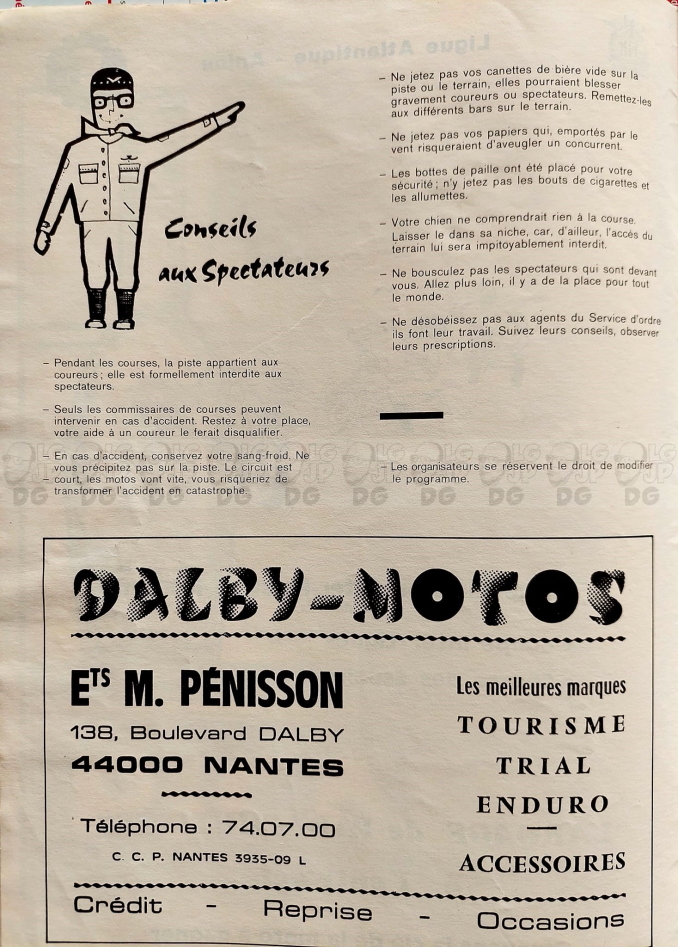 Conseils
aux Spectateurs
– Pendant les courses, la piste appartient aux
coureurs ; elle est formellement interdite aux
spectateurs.
– Seuls les commissaires de courses peuvent
intervenir en cas d'accident. Restez à votre place,
votre aide à un coureur le ferait disqualifier.
– En cas d'accident, conservez votre sang-froid. Ne
vous précipitez pas sur la piste. Le circuit est
– court, les motos vont vite, vous risqueriez de
transformer l'accident en catastrophe.
– Ne jetez pas vos canettes de bière vide sur la
piste ou le terrain, elles pourraient blesser
gravement coureurs ou spectateurs. Remettez-les
aux différents bars sur le terrain.
– Ne jetez pas vos papiers qui, emportés par le
vent risqueraient d'aveugler un concurrent.
– Les bottes de paille ont été placé pour votre
sécurité ; n'y jetez pas les bouts de cigarettes et
les allumettes.
– Votre chien ne comprendrait rien à la course.
Laisser le dans sa niche, car, d'ailleur, l'accés du
terrain lui sera impitoyablement interdit.
– Ne bousculez pas les spectateurs qui sont devant
vous. Allez plus loin, il y a de la place pour tout
le monde.
– Ne désobéissez pas aux agents du Service d'ordre
ils font leur travail. Suivez leurs conseils, observer
leurs prescriptions.
– Les organisateurs se réservent le droit de modifier
le programme.
DALBY-MOTOS
ETS M. PÉNISSON
138, Boulevard DALBY
44000 NANTES
Téléphone : 74.07.00
C. C. P. NANTES 3935-09 L
Les meilleures marques
TOURISME
TRIAL
ENDURO
ACCESSOIRES
Crédit - Reprise - Occasions